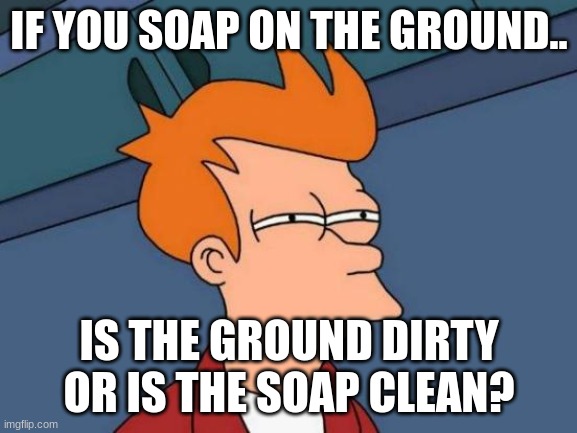 IF YOU SOAP ON THE GROUND..
IS THE GROUND DIRTY
OR IS THE SOAP CLEAN?
imgflip.com